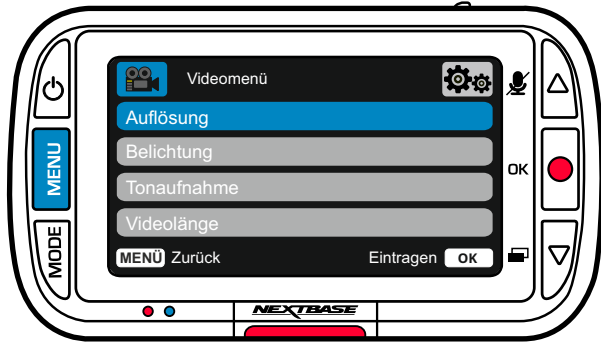 Videomenü
Auflösung
Belichtung
Tonaufnahme
Videolänge
MENÜ Zurück Eintragen OK
MENU
MODE
OK
NEXTBASE